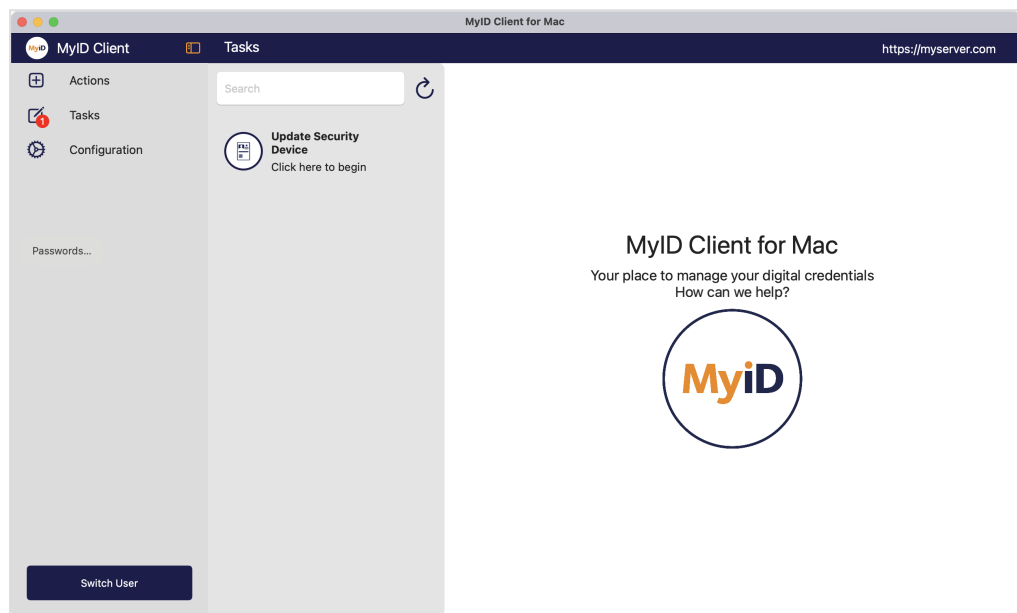 MyID Client for Mac
MyiD
MyID Client
Tasks
https://myserver.com
Actions
1
Tasks
Configuration
Passwords...
Switch User
Search
Update Security
Device
Click here to begin
MyID Client for Mac
Your place to manage your digital credentials
How can we help?
MyiD